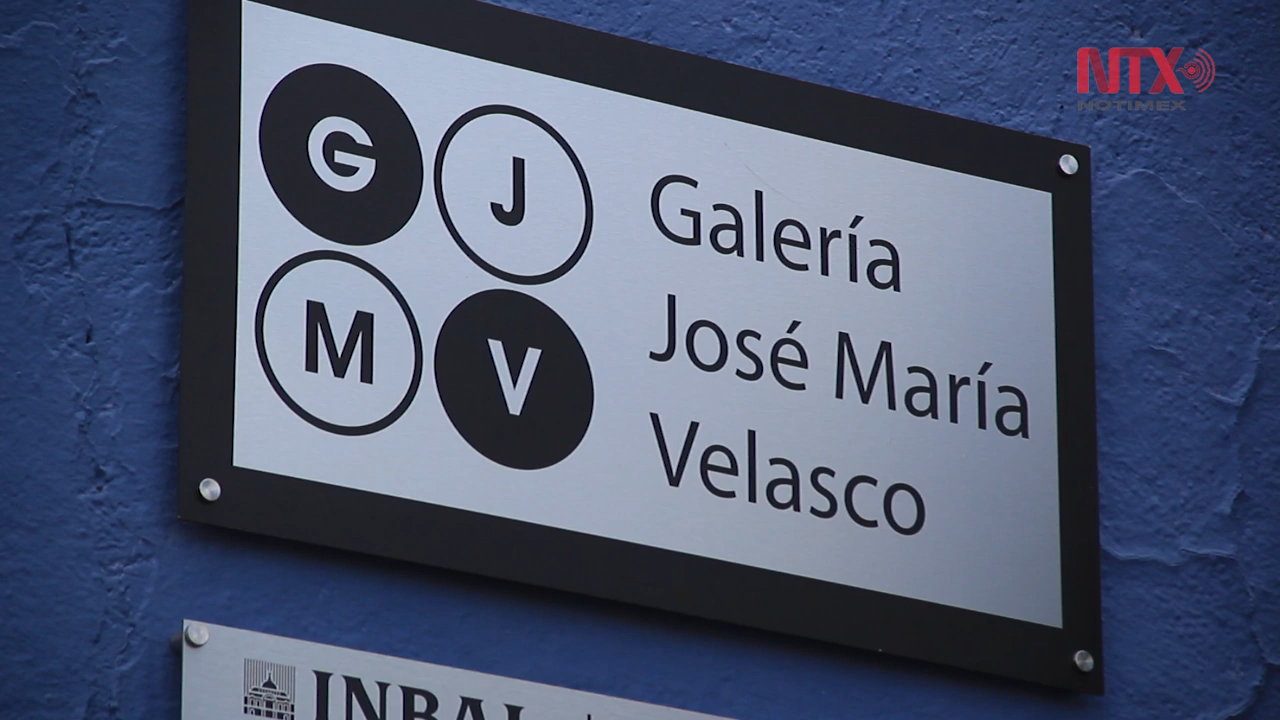 NTX
NOTIMEX
G J
M V
Galería
José María
Velasco
INBAL